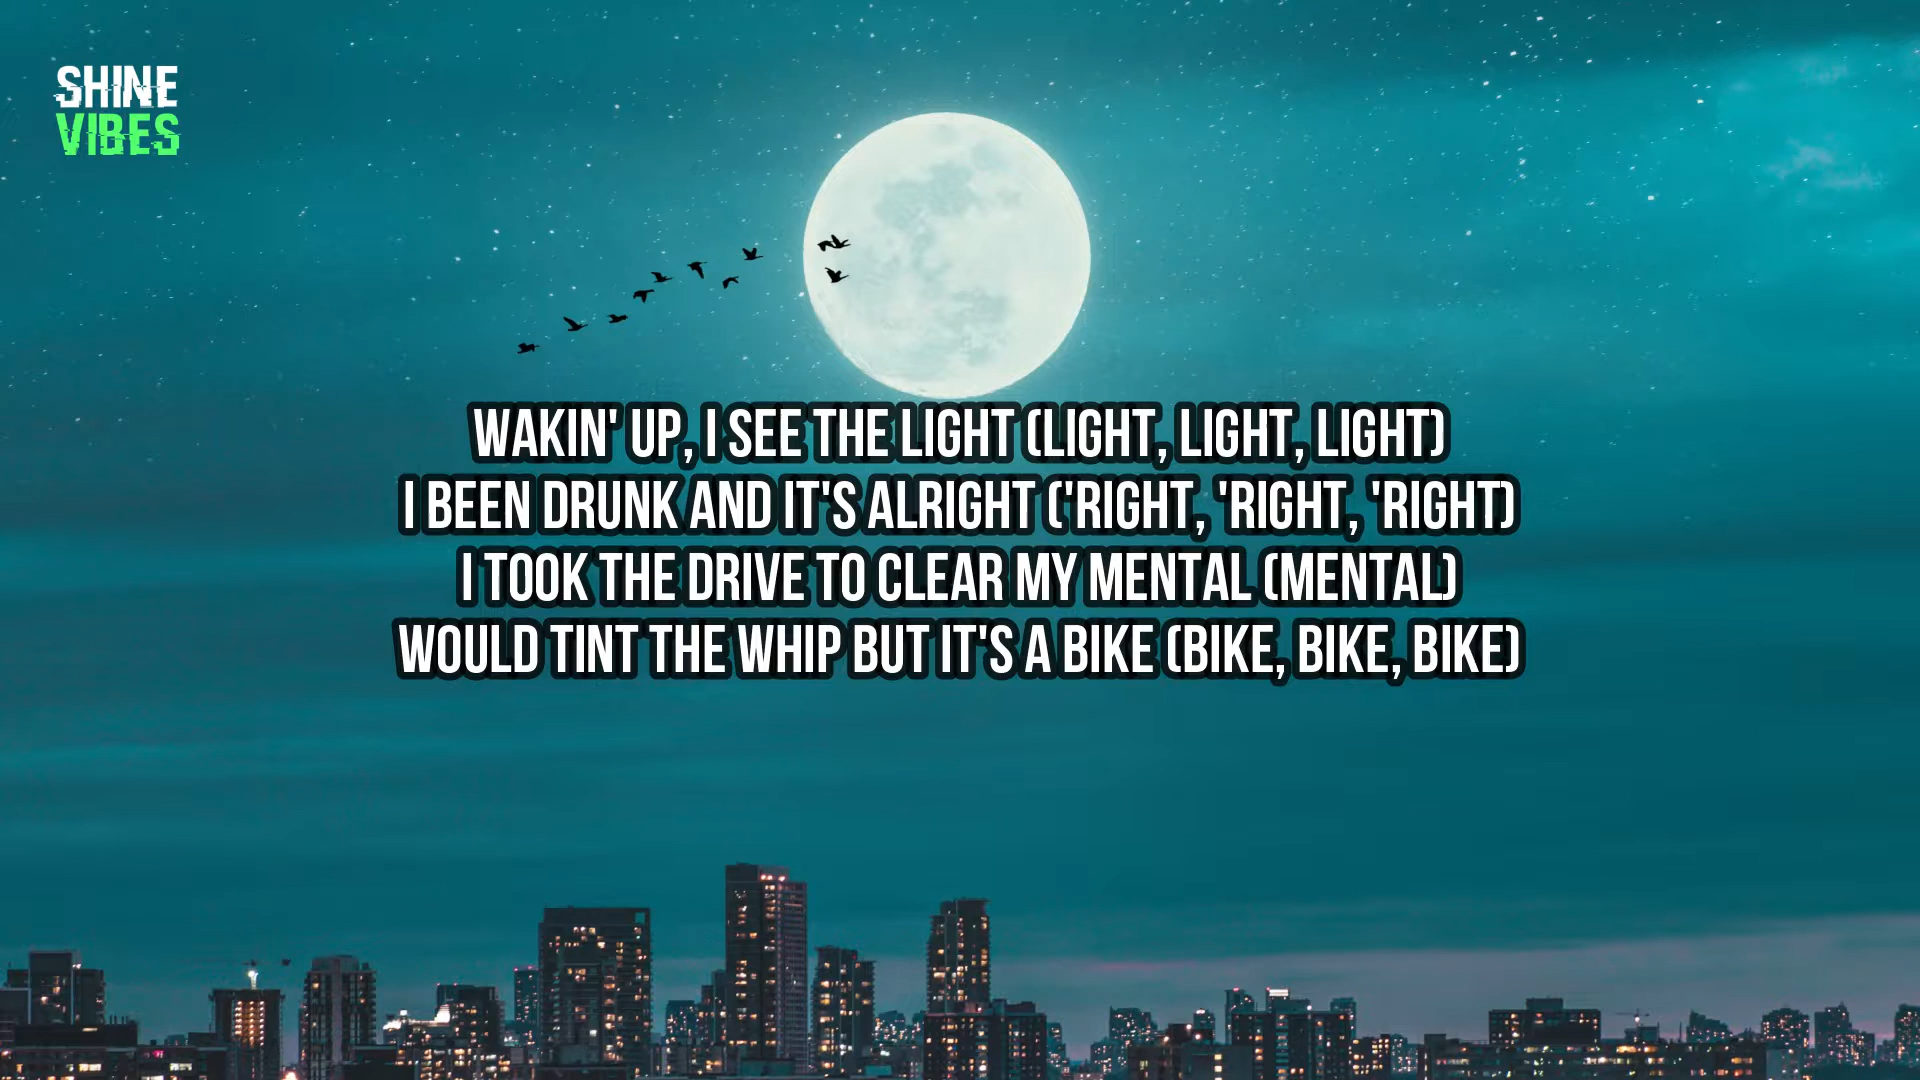 SHINE
VIBES
WAKIN' UP, I SEE THE LIGHT (LIGHT, LIGHT, LIGHT)
I BEEN DRUNK AND IT'S ALRIGHT ('RIGHT, 'RIGHT, 'RIGHT)
I TOOK THE DRIVE TO CLEAR MY MENTAL (MENTAL)
WOULD TINT THE WHIP BUT IT'S A BIKE (BIKE, BIKE, BIKE)